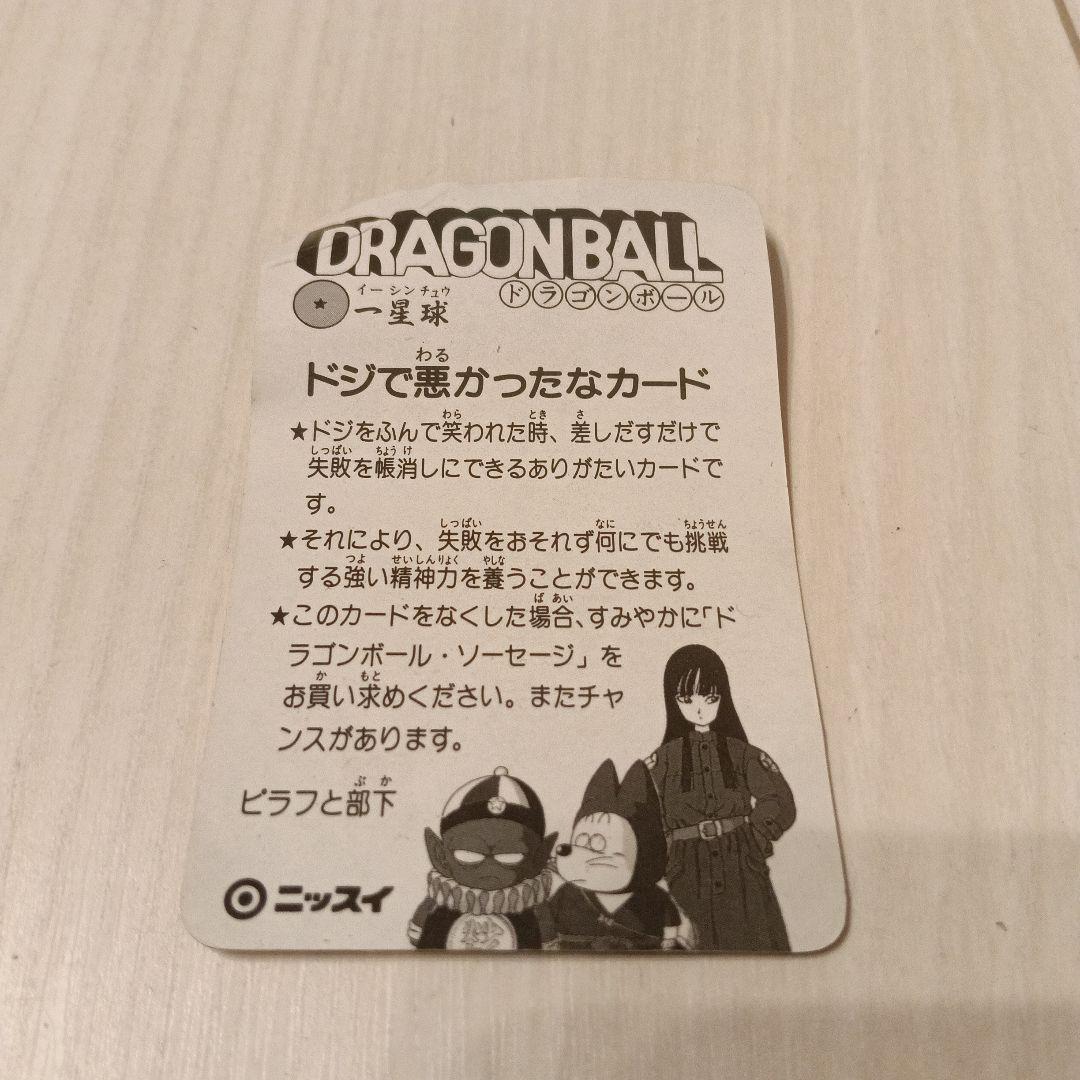 DRAGON BALL
ドラゴンボール
イーシンチュウ
★一星球
わる
ドジで悪かったなカード
わら とき さ
★ドジをふんで笑われた時、差しだすだけで
しっぱい ちょう け
失敗を帳消しにできるありがたいカードで
す。
しっぱい なに ちょうせん
★それにより、失敗をおそれず何にでも挑戦
つよ せいしんりょく やしな
する強い精神力を養うことができます。
ば あい
★このカードをなくした場合、すみやかに「ド
ラゴンボール・ソーセージ」を
か もと
お買い求めください。またチャ
ンスがあります。
ぶ か
ピラフと部下
ニッスイ
炒